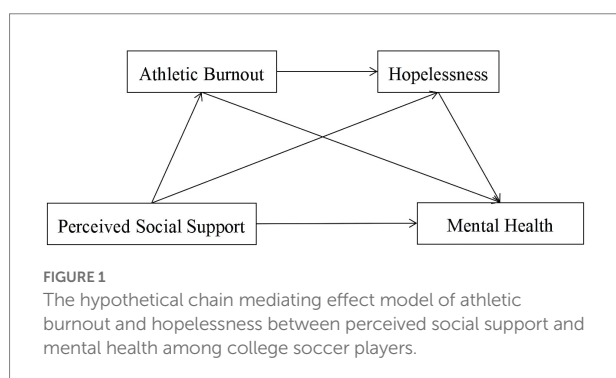 Athletic Burnout
Hopelessness
Perceived Social Support
Mental Health
FIGURE 1
The hypothetical chain mediating effect model of athletic
burnout and hopelessness between perceived social support and
mental health among college soccer players.